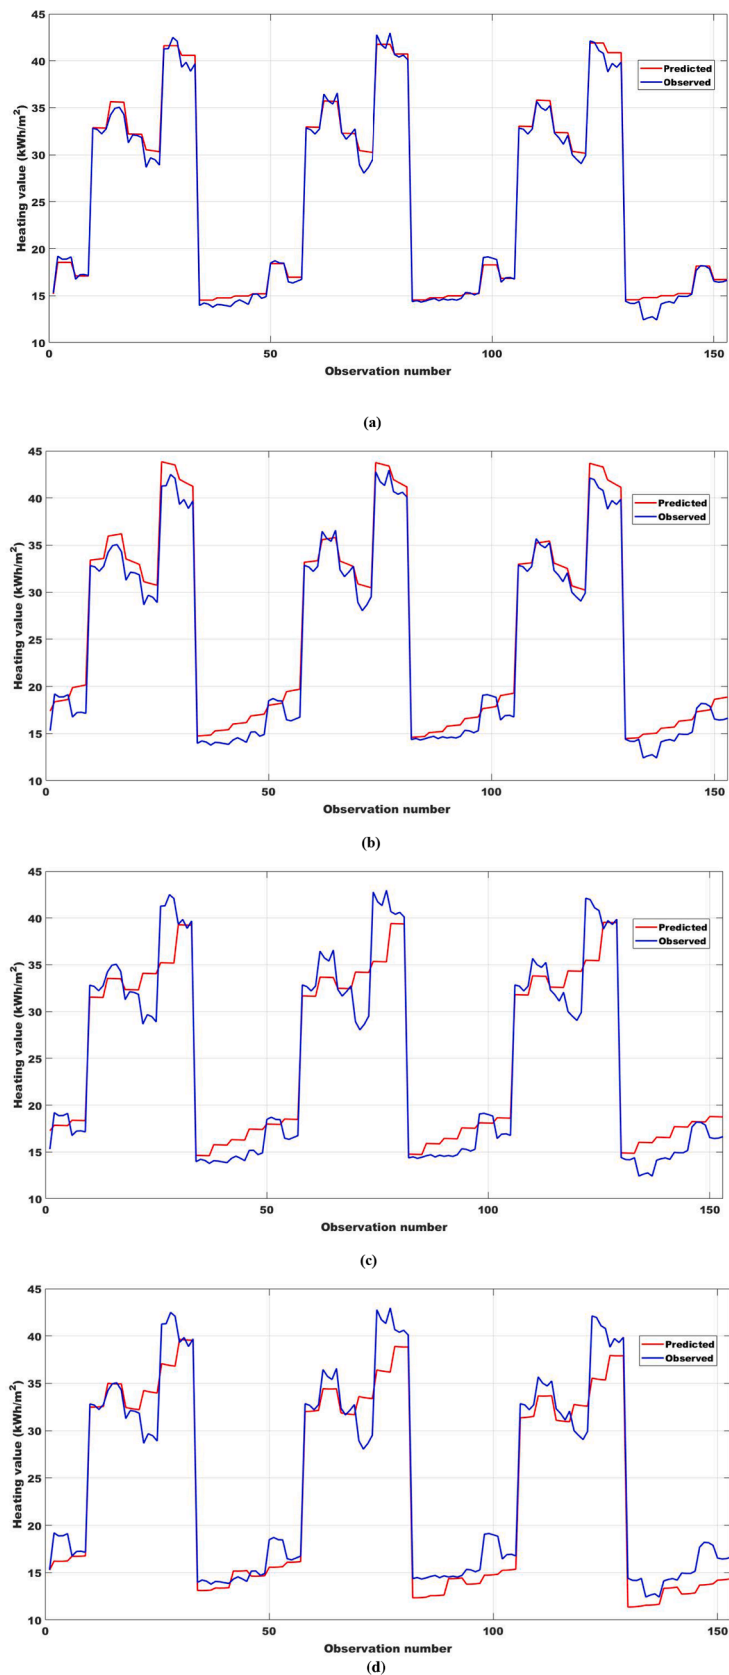 45
40
35
30
25
20
15
10
Heating value (kWh/m²)
Predicted
Observed
0 50 100 150
Observation number
(a)
45
40
35
30
25
20
15
10
Heating value (kWh/m²)
Predicted
Observed
0 50 100 150
Observation number
(b)
45
40
35
30
25
20
15
10
Heating value (kWh/m²)
Predicted
Observed
0 50 100 150
Observation number
(c)
45
40
35
30
25
20
15
10
Heating value (kWh/m²)
Predicted
Observed
0 50 100 150
Observation number
(d)